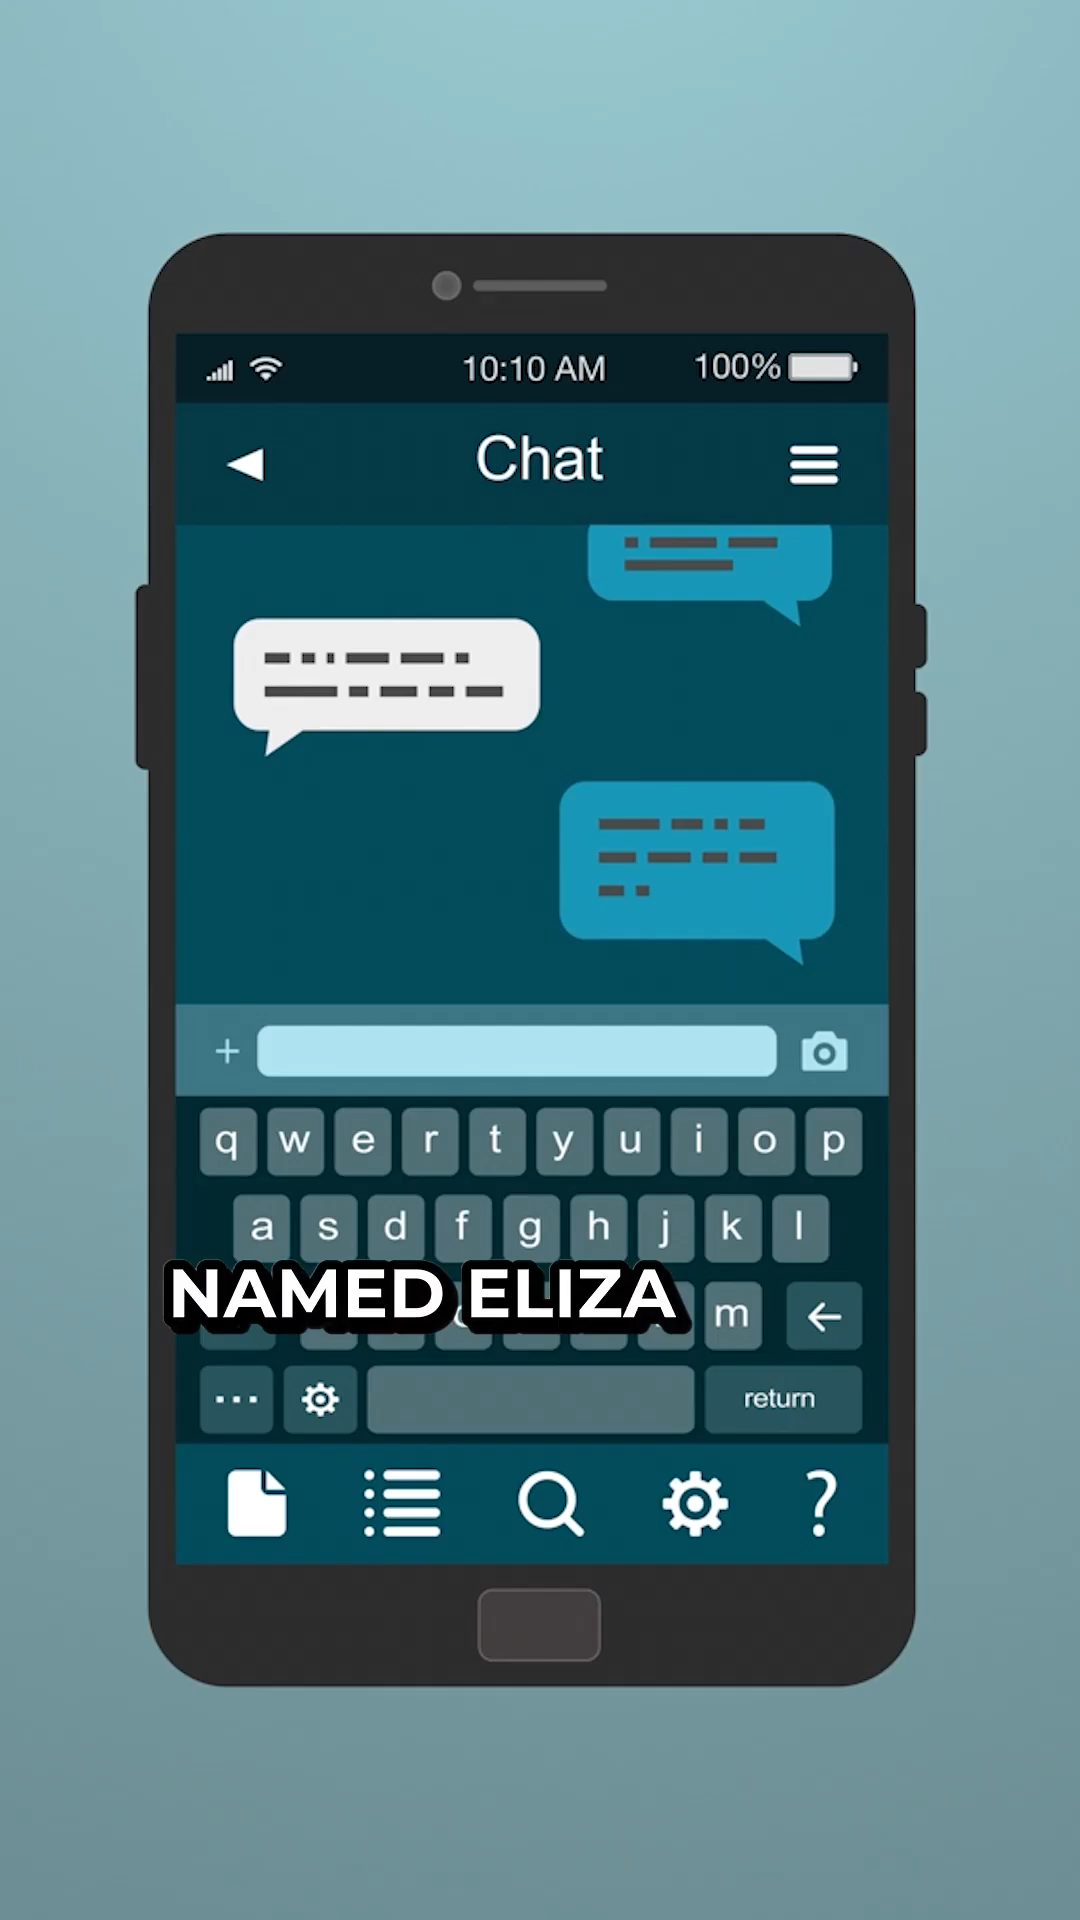 10:10 AM 100%
Chat
+
q w e r t y u i o p
a s d f g h j k l
NAMED ELIZA
m
return
?